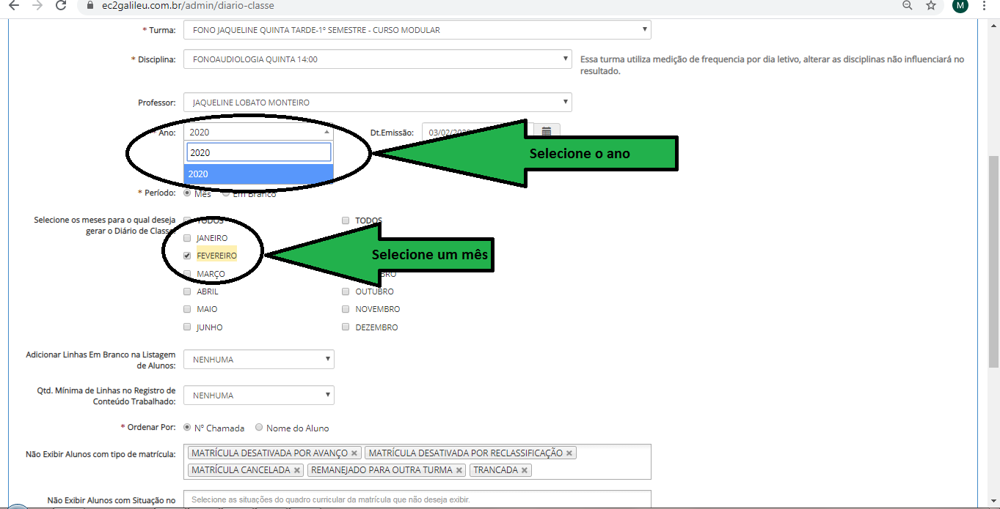 ec2galileu.com.br/admin/diario-classe
M
* Turma: FONO JAQUELINE QUINTA TARDE-1º SEMESTRE - CURSO MODULAR
* Disciplina: FONOAUDIOLOGIA QUINTA 14:00
Essa turma utiliza medição de frequencia por dia letivo, alterar as disciplinas não influenciará no
resultado.
Professor: JAQUELINE LOBATO MONTEIRO
Ano: 2020 Dt.Emissão: 03/02/2020
2020
Selecione o ano
2020
* Período: Mês Em Branco
Selecione os meses para o qual deseja
gerar o Diário de Classe:
TODOS TODOS
JANEIRO
FEVEREIRO
Selecione um mês
MARÇO
ABRIL OUTUBRO
MAIO NOVEMBRO
JUNHO DEZEMBRO
Adicionar Linhas Em Branco na Listagem
de Alunos:
NENHUMA
Qtd. Mínima de Linhas no Registro de
Conteúdo Trabalhado:
NENHUMA
* Ordenar Por: Nº Chamada Nome do Aluno
Não Exibir Alunos com tipo de matrícula: MATRÍCULA DESATIVADA POR AVANÇO × MATRÍCULA DESATIVADA POR RECLASSIFICAÇÃO ×
MATRÍCULA CANCELADA × REMANEJADO PARA OUTRA TURMA × TRANCADA ×
Não Exibir Alunos com Situação no Selecione as situações do quadro curricular da matrícula que não deseja exibir.